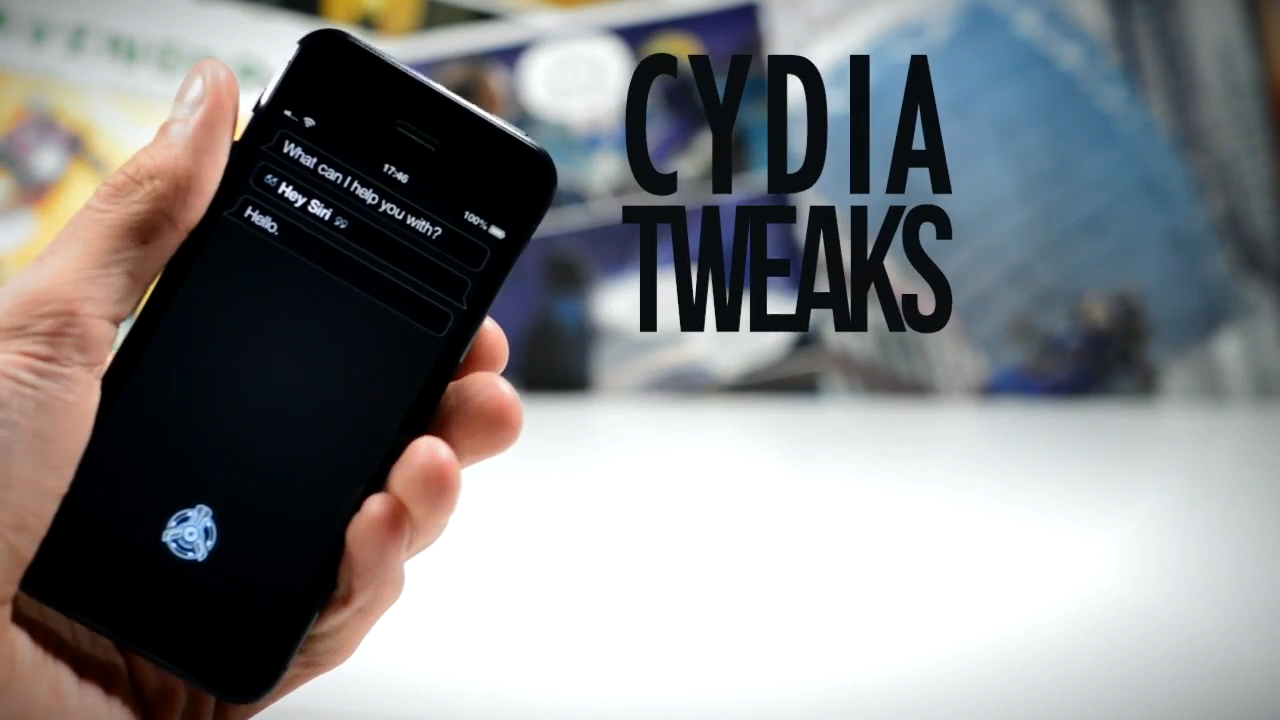 17:46
100%
What can I help you with?
“ Hey Siri ”
Hello.
CYDIA
TWEAKS